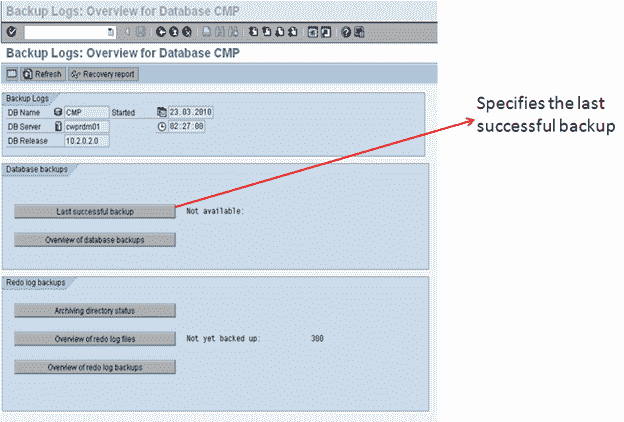 Backup Logs: Overview for Database CMP
Backup Logs: Overview for Database CMP
Refresh Recovery report
Backup Logs
DB Name CMP Started 23.03.2010
DB Server cwprdm01 02:27:08
DB Release 10.2.0.2.0
Specifies the last
successful backup
Database backups
Last successful backup Not available:
Overview of database backups
Redo log backups
Archiving directory status
Overview of redo log files Not yet backed up: 380
Overview of redo log backups